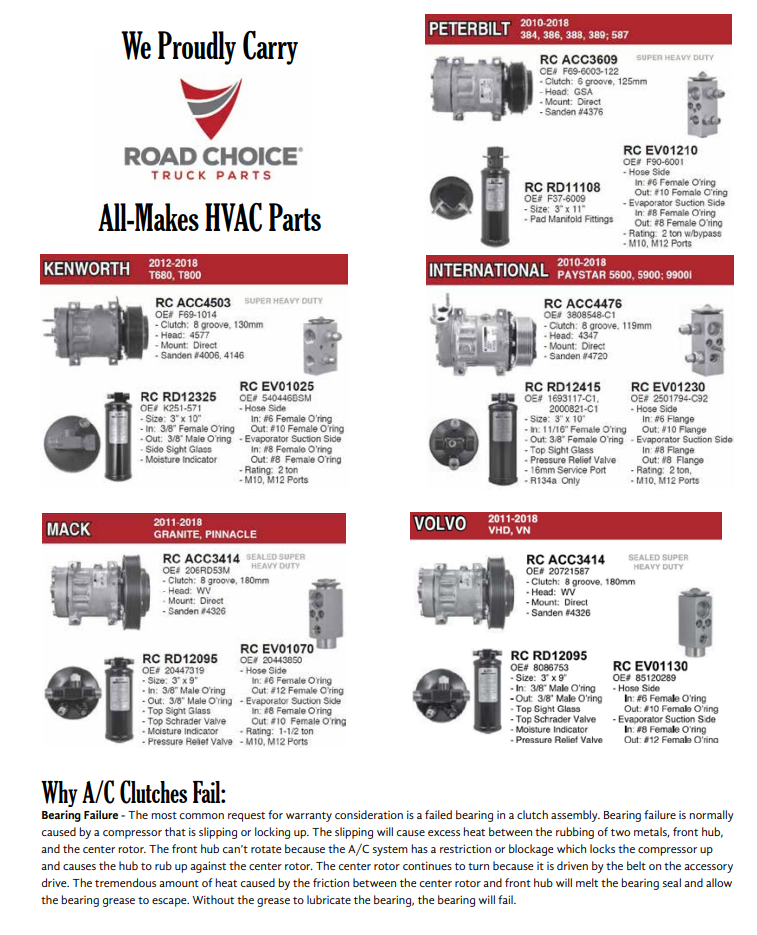 We Proudly Carry
ROAD CHOICE®
TRUCK PARTS
All-Makes HVAC Parts
PETERBILT
2010-2018
384, 386, 388, 389; 587
RC ACC3609
SUPER HEAVY DUTY
OE# F69-6003-122
- Clutch: 6 groove, 125mm
- Head: GSA
- Mount: Direct
- Sanden #4376
RC RD11108
OE# F37-6009
- Size: 3" x 11"
- Pad Manifold Fittings
RC EV01210
OE# F90-6001
- Hose Side
In: #6 Female O'ring
Out: #10 Female O'ring
- Evaporator Suction Side
In: #8 Female O'ring
Out: #8 Female O'ring
- Rating: 2 ton w/bypass
- M10, M12 Ports
KENWORTH
2012-2018
T680, T800
RC ACC4503
SUPER HEAVY DUTY
OE# F69-1014
- Clutch: 8 groove, 130mm
- Head: 4577
- Mount: Direct
- Sanden #4006, 4146
RC RD12325
OE# K251-571
- Size: 3" x 10"
- In: 3/8" Female O'ring
- Out: 3/8" Male O'ring
- Side Sight Glass
- Moisture Indicator
RC EV01025
OE# 540446BSM
- Hose Side
In: #6 Female O'ring
Out: #10 Female O'ring
- Evaporator Suction Side
In: #8 Female O'ring
Out: #8 Female O'ring
- Rating: 2 ton
- M10, M12 Ports
INTERNATIONAL
2010-2018
PAYSTAR 5600, 5900; 9900I
RC ACC4476
OE# 3808548-C1
- Clutch: 8 groove, 119mm
- Head: 4347
- Mount: Direct
- Sanden #4720
RC RD12415
OE# 1693117-C1,
2000821-C1
- Size: 3" x 10"
- In: 11/16" Female O'ring
- Out: 3/8" Female O'ring
- Top Sight Glass
- Pressure Relief Valve
- 16mm Service Port
- R134a Only
RC EV01230
OE# 2501794-C92
- Hose Side
In: #6 Flange
Out: #10 Flange
- Evaporator Suction Side
In: #8 Flange
Out: #8 Flange
- Rating: 2 ton,
- M10, M12 Ports
MACK
2011-2018
GRANITE, PINNACLE
RC ACC3414
SEALED SUPER
HEAVY DUTY
OE# 206RD53M
- Clutch: 8 groove, 180mm
- Head: WV
- Mount: Direct
- Sanden #4326
RC RD12095
OE# 20447319
- Size: 3" x 9"
- In: 3/8" Male O'ring
- Out: 3/8" Male O'ring
- Top Sight Glass
- Top Schrader Valve
- Moisture Indicator
- Pressure Relief Valve
RC EV01070
OE# 20443850
- Hose Side
In: #6 Female O'ring
Out: #12 Female O'ring
- Evaporator Suction Side
In: #8 Female O'ring
Out: #10 Female O'ring
- Rating: 1-1/2 ton
- M10, M12 Ports
VOLVO
2011-2018
VHD, VN
RC ACC3414
SEALED SUPER
HEAVY DUTY
OE# 20721587
- Clutch: 8 groove, 180mm
- Head: WV
- Mount: Direct
- Sanden #4326
RC RD12095
OE# 8086753
- Size: 3" x 9"
- In: 3/8" Male O'ring
- Out: 3/8" Male O'ring
- Top Sight Glass
- Top Schrader Valve
- Moisture Indicator
- Pressure Relief Valve
RC EV01130
OE# 85120289
- Hose Side
In: #6 Female O'ring
Out: #10 Female O'ring
- Evaporator Suction Side
In: #8 Female O'ring
Out: #12 Female O'ring
Why A/C Clutches Fail:
Bearing Failure - The most common request for warranty consideration is a failed bearing in a clutch assembly. Bearing failure is normally
caused by a compressor that is slipping or locking up. The slipping will cause excess heat between the rubbing of two metals, front hub,
and the center rotor. The front hub can't rotate because the A/C system has a restriction or blockage which locks the compressor up
and causes the hub to rub up against the center rotor. The center rotor continues to turn because it is driven by the belt on the accessory
drive. The tremendous amount of heat caused by the friction between the center rotor and front hub will melt the bearing seal and allow
the bearing grease to escape. Without the grease to lubricate the bearing, the bearing will fail.